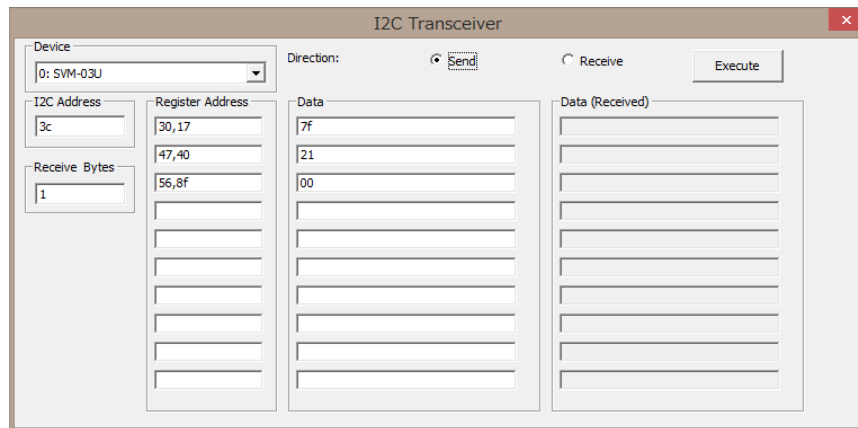 I2C Transceiver
Device
0: SVM-03U
Direction:
Send
Receive
Execute
I2C Address
3c
Receive Bytes
1
Register Address
30,17
47,40
56,8f
Data
7f
21
00
Data (Received)